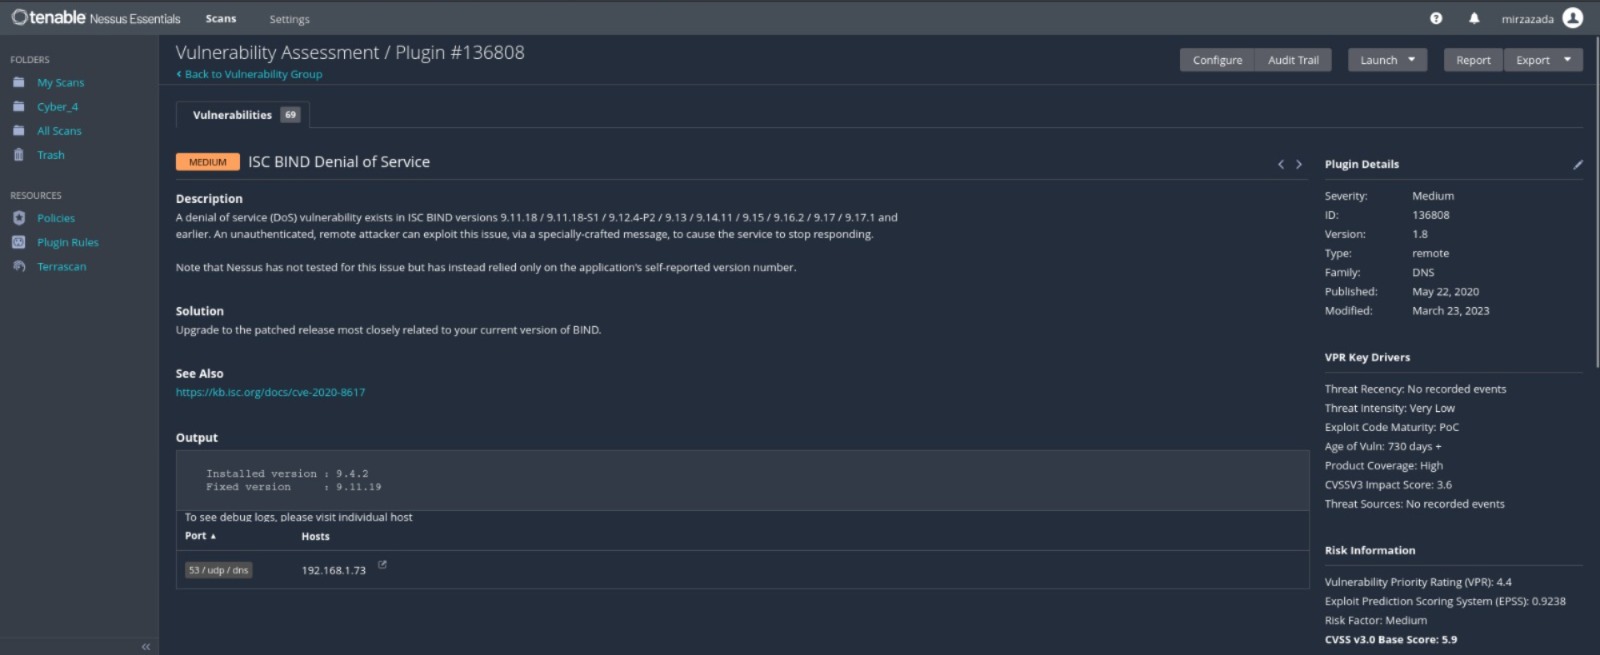 tenable Nessus Essentials Scans Settings mirzazada
FOLDERS
My Scans
Cyber_4
All Scans
Trash
RESOURCES
Policies
Plugin Rules
Terrascan
Vulnerability Assessment / Plugin #136808
Back to Vulnerability Group
Configure Audit Trail Launch Report Export
Vulnerabilities 69
MEDIUM ISC BIND Denial of Service
Description
A denial of service (DoS) vulnerability exists in ISC BIND versions 9.11.18 / 9.11.18-S1 / 9.12.4-P2 / 9.13 / 9.14.11 / 9.15 / 9.16.2 / 9.17 / 9.17.1 and
earlier. An unauthenticated, remote attacker can exploit this issue, via a specially-crafted message, to cause the service to stop responding.
Note that Nessus has not tested for this issue but has instead relied only on the application's self-reported version number.
Solution
Upgrade to the patched release most closely related to your current version of BIND.
See Also
https://kb.isc.org/docs/cve-2020-8617
Output
Installed version : 9.4.2
Fixed version : 9.11.19
To see debug logs, please visit individual host
Port Hosts
53 / udp / dns 192.168.1.73
Plugin Details
Severity: Medium
ID: 136808
Version: 1.8
Type: remote
Family: DNS
Published: May 22, 2020
Modified: March 23, 2023
VPR Key Drivers
Threat Recency: No recorded events
Threat Intensity: Very Low
Exploit Code Maturity: PoC
Age of Vuln: 730 days +
Product Coverage: High
CVSSV3 Impact Score: 3.6
Threat Sources: No recorded events
Risk Information
Vulnerability Priority Rating (VPR): 4.4
Exploit Prediction Scoring System (EPSS): 0.9238
Risk Factor: Medium
CVSS v3.0 Base Score: 5.9